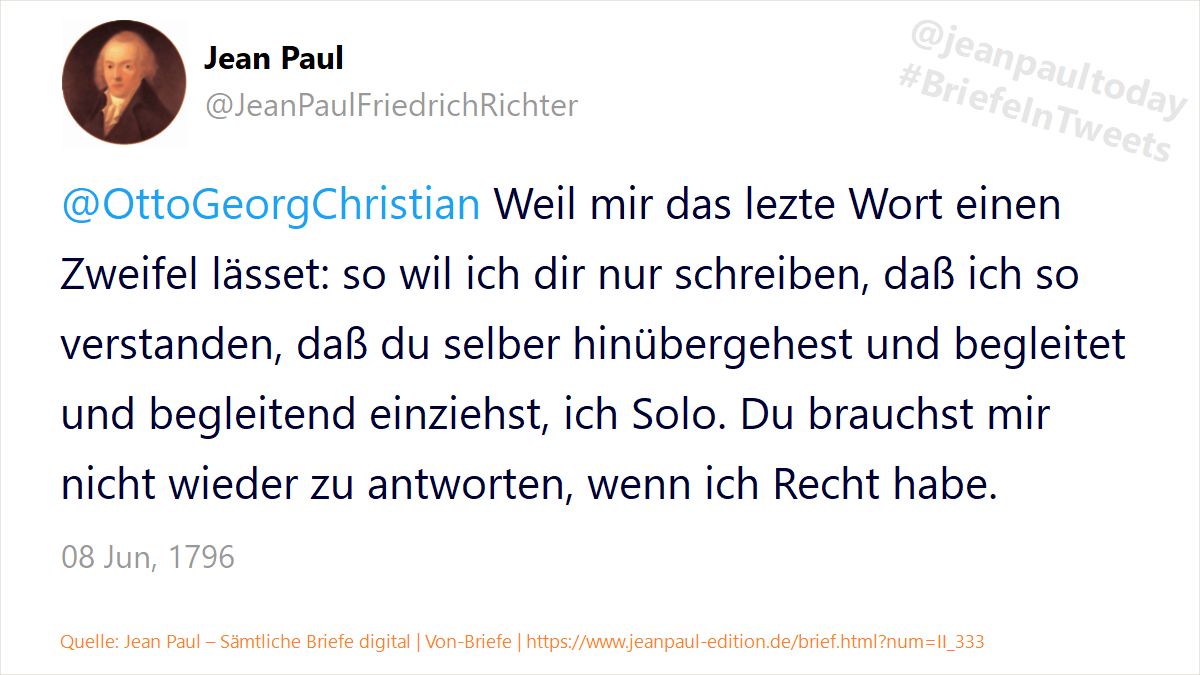 Jean Paul
@JeanPaulFriedrichRichter
@jeanpaultoday
#BriefeInTweets
@OttoGeorgChristian Weil mir das lezte Wort einen
Zweifel lässet: so wil ich dir nur schreiben, daß ich so
verstanden, daß du selber hinübergehest und begleitet
und begleitend einziehst, ich Solo. Du brauchst mir
nicht wieder zu antworten, wenn ich Recht habe.
08 Jun, 1796
Quelle: Jean Paul – Sämtliche Briefe digital | Von-Briefe | https://www.jeanpaul-edition.de/brief.html?num=II_333